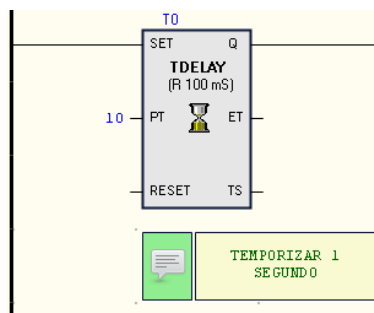 T0
SET Q
TDELAY
(R 100 mS)
10 PT ET
RESET TS
TEMPORIZAR 1
SEGUNDO